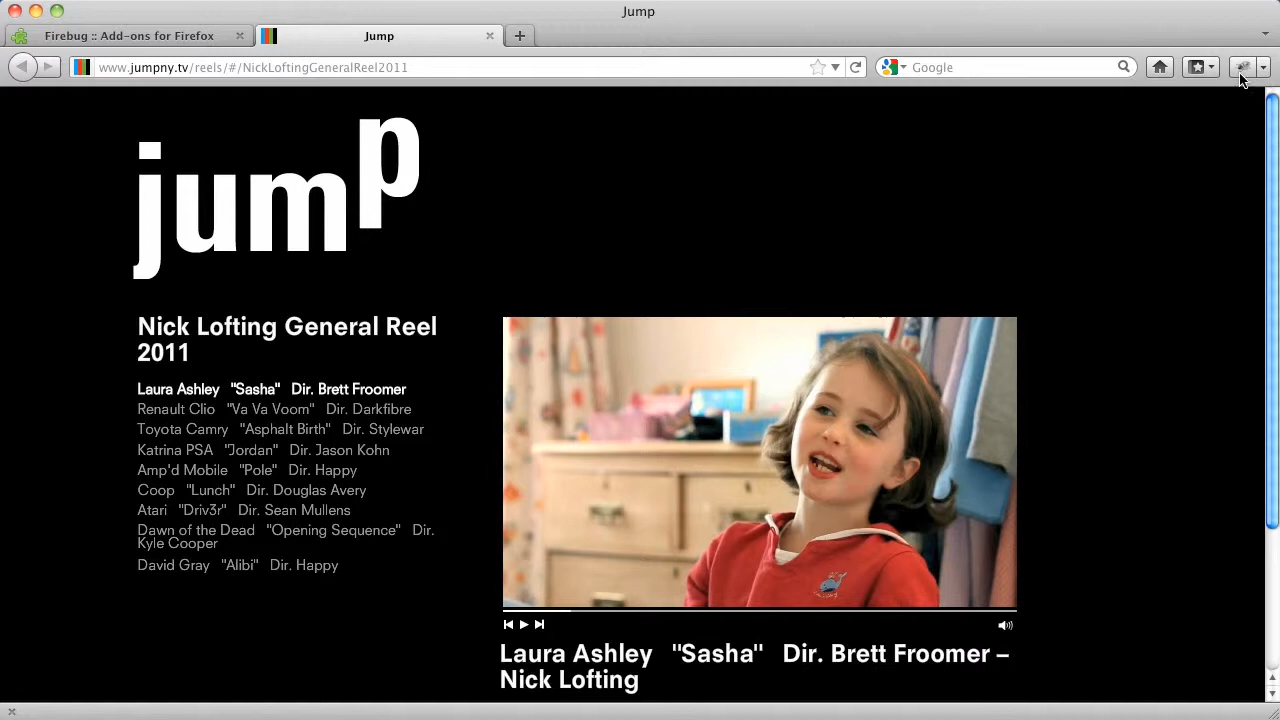 Jump
Firebug :: Add-ons for Firefox
Jump
www.jumpny.tv/reels/#/NickLoftingGeneralReel2011
Google
jump
Nick Lofting General Reel
2011
Laura Ashley "Sasha" Dir. Brett Froomer
Renault Clio "Va Va Voom" Dir. Darkfibre
Toyota Camry "Asphalt Birth" Dir. Stylewar
Katrina PSA "Jordan" Dir. Jason Kohn
Amp'd Mobile "Pole" Dir. Happy
Coop "Lunch" Dir. Douglas Avery
Atari "Driv3r" Dir. Sean Mullens
Dawn of the Dead "Opening Sequence" Dir.
Kyle Cooper
David Gray "Alibi" Dir. Happy
Laura Ashley "Sasha" Dir. Brett Froomer –
Nick Lofting